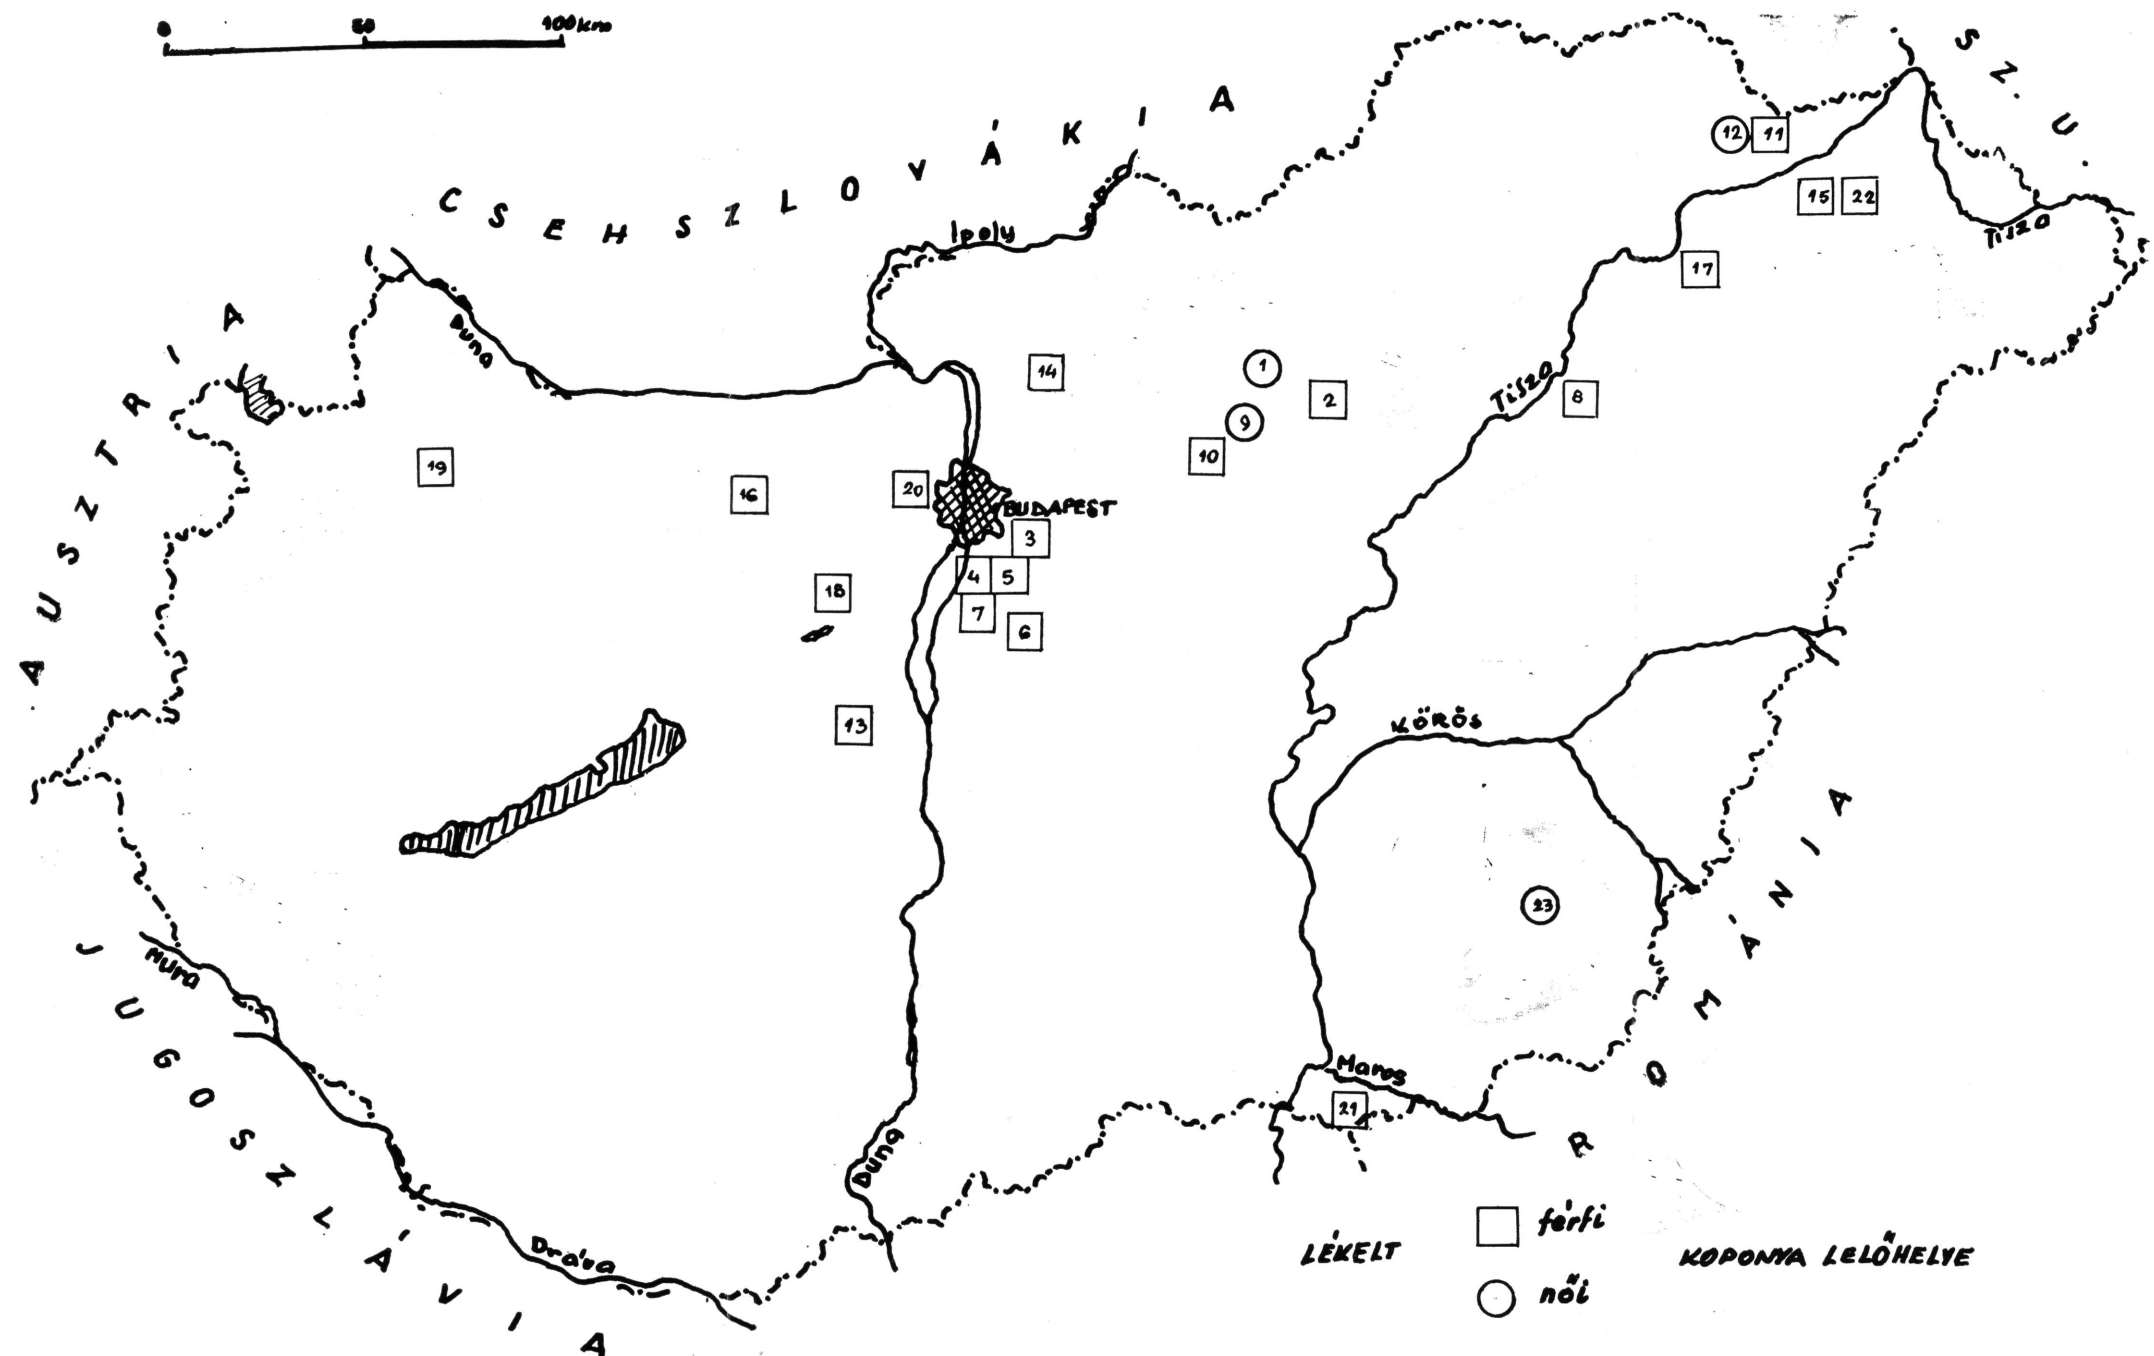 0 50 100km
CSEHSZLOVÁKIA
SZ. U.
AUSZTRIA
JUGOSZLÁVIA
ROMÁNIA
12 11
15 22
Ipoly
Tisza
17
Duna
14
1
2
Tisza
8
9
10
19
16
20
BUDAPEST
3
4 5
18
7
6
13
KÖRÖS
23
Mura
Maros
21
Duna
Dráva
LÉKELT
férfi
női
KOPONYA LELŐHELYE